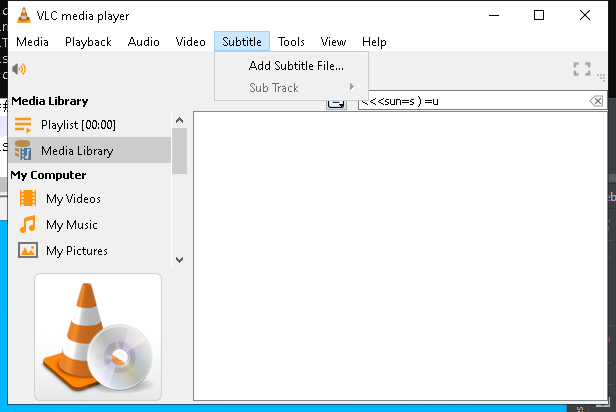 VLC media player
Media Playback Audio Video Subtitle Tools View Help
Add Subtitle File...
Sub Track
Media Library
<<<sun=s ) =u
Playlist [00:00]
Media Library
My Computer
My Videos
My Music
My Pictures